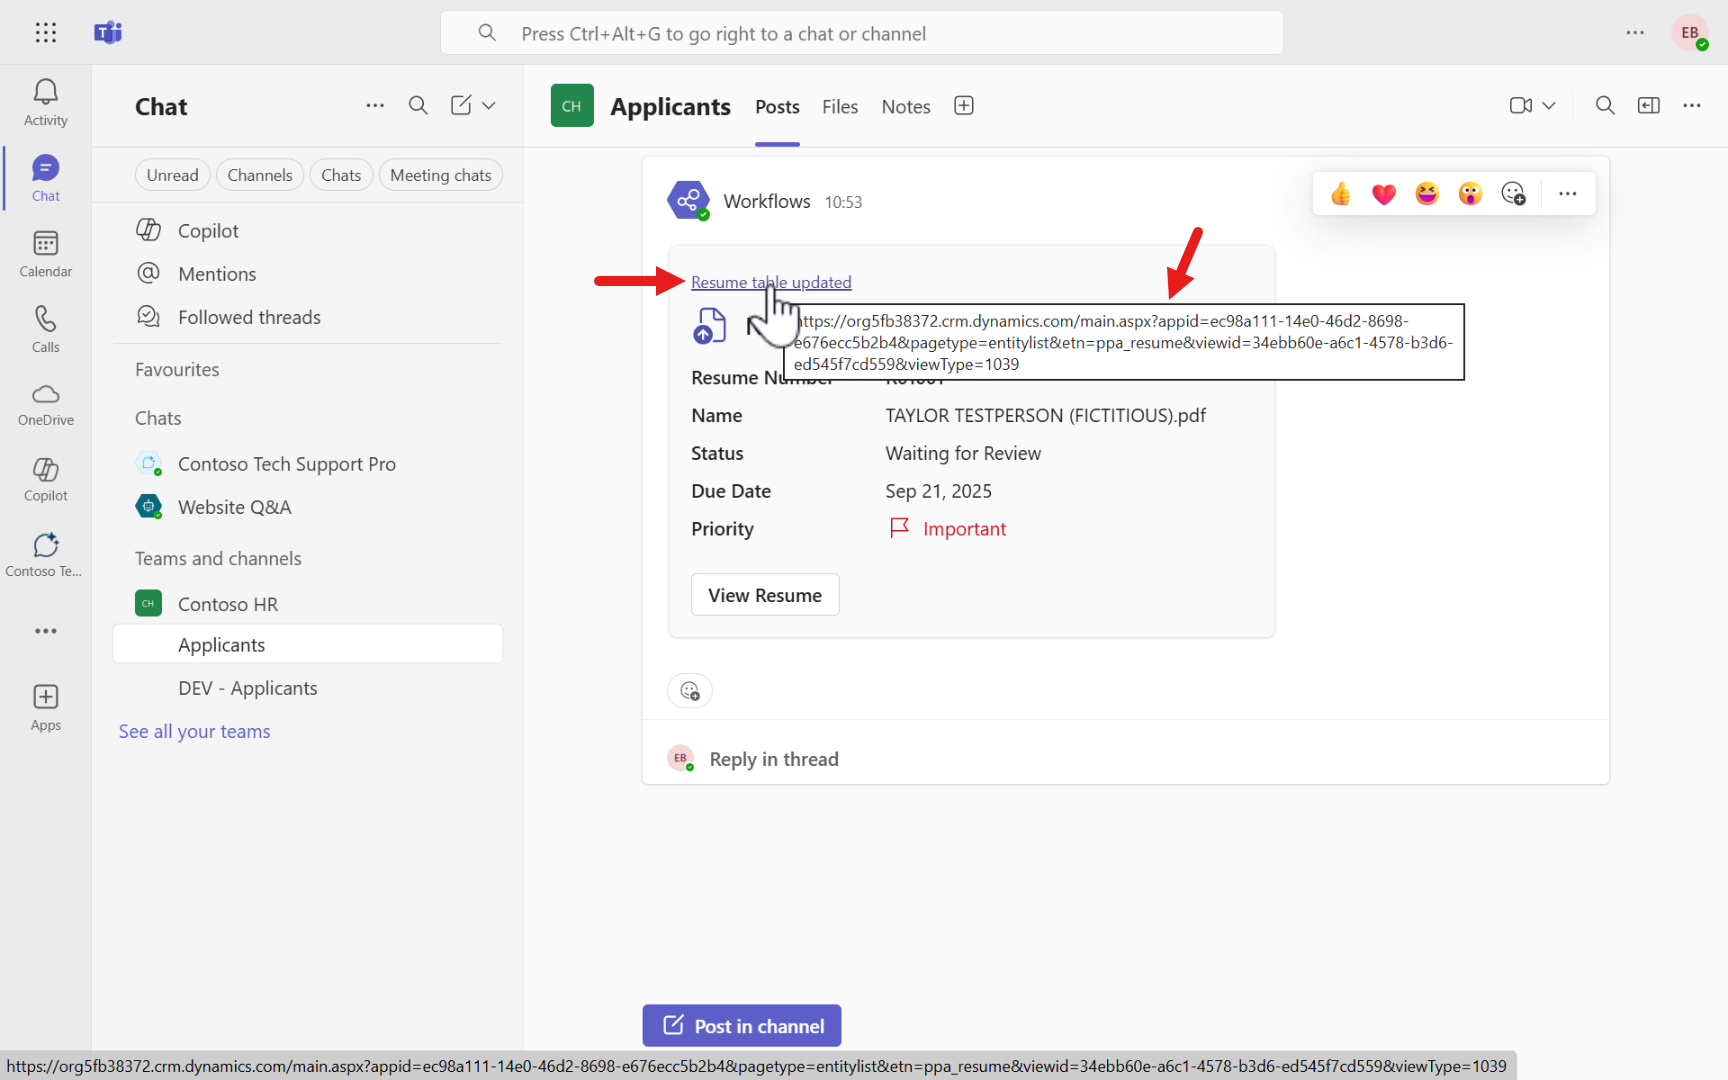 Press Ctrl+Alt+G to go right to a chat or channel
EB
Activity
Chat
Calendar
Calls
OneDrive
Copilot
Contoso Te...
Apps
Chat
Unread
Channels
Chats
Meeting chats
Copilot
Mentions
Followed threads
Favourites
Chats
Contoso Tech Support Pro
Website Q&A
Teams and channels
CH Contoso HR
Applicants
DEV - Applicants
See all your teams
CH Applicants Posts Files Notes
Workflows 10:53
Resume table updated
https://org5fb38372.crm.dynamics.com/main.aspx?appid=ec98a111-14e0-46d2-8698-
e676ecc5b2b4&pagetype=entitylist&etn=ppa_resume&viewid=34ebb60e-a6c1-4578-b3d6-
ed545f7cd559&viewType=1039
Resume Number
Name TAYLOR TESTPERSON (FICTITIOUS).pdf
Status Waiting for Review
Due Date Sep 21, 2025
Priority Important
View Resume
EB Reply in thread
Post in channel
https://org5fb38372.crm.dynamics.com/main.aspx?appid=ec98a111-14e0-46d2-8698-e676ecc5b2b4&pagetype=entitylist&etn=ppa_resume&viewid=34ebb60e-a6c1-4578-b3d6-ed545f7cd559&viewType=1039